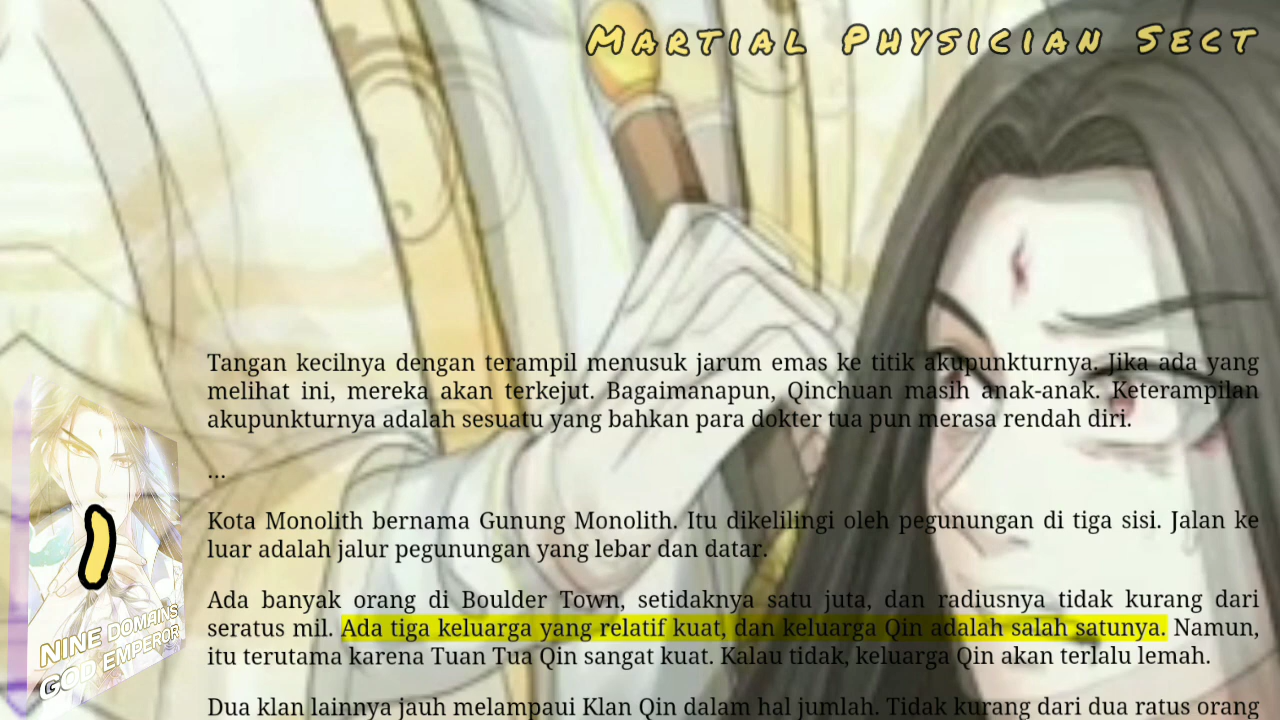 Martial Physician Sect
Tangan kecilnya dengan terampil menusuk jarum emas ke titik akupunkturnya. Jika ada yang
melihat ini, mereka akan terkejut. Bagaimanapun, Qinchuan masih anak-anak. Keterampilan
akupunkturnya adalah sesuatu yang bahkan para dokter tua pun merasa rendah diri.
...
Kota Monolith bernama Gunung Monolith. Itu dikelilingi oleh pegunungan di tiga sisi. Jalan ke
luar adalah jalur pegunungan yang lebar dan datar.
Ada banyak orang di Boulder Town, setidaknya satu juta, dan radiusnya tidak kurang dari
seratus mil. Ada tiga keluarga yang relatif kuat, dan keluarga Qin adalah salah satunya. Namun,
itu terutama karena Tuan Tua Qin sangat kuat. Kalau tidak, keluarga Qin akan terlalu lemah.
Dua klan lainnya jauh melampaui Klan Qin dalam hal jumlah. Tidak kurang dari dua ratus orang
1
NINE DOMAINS
GOD EMPEROR